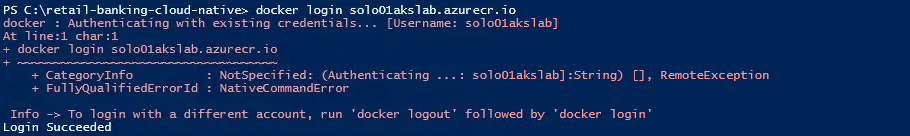 PS C:\retail-banking-cloud-native> docker login solo01akslab.azurecr.io
docker : Authenticating with existing credentials... [Username: solo01akslab]
At line:1 char:1
+ docker login solo01akslab.azurecr.io
+ ~~~~~~~~~~~~~~~~~~~~~~~~~~~~~~~~~~~~
    + CategoryInfo          : NotSpecified: (Authenticating ...: solo01akslab]:String) [], RemoteException
    + FullyQualifiedErrorId : NativeCommandError

 Info -> To login with a different account, run 'docker logout' followed by 'docker login'
Login Succeeded